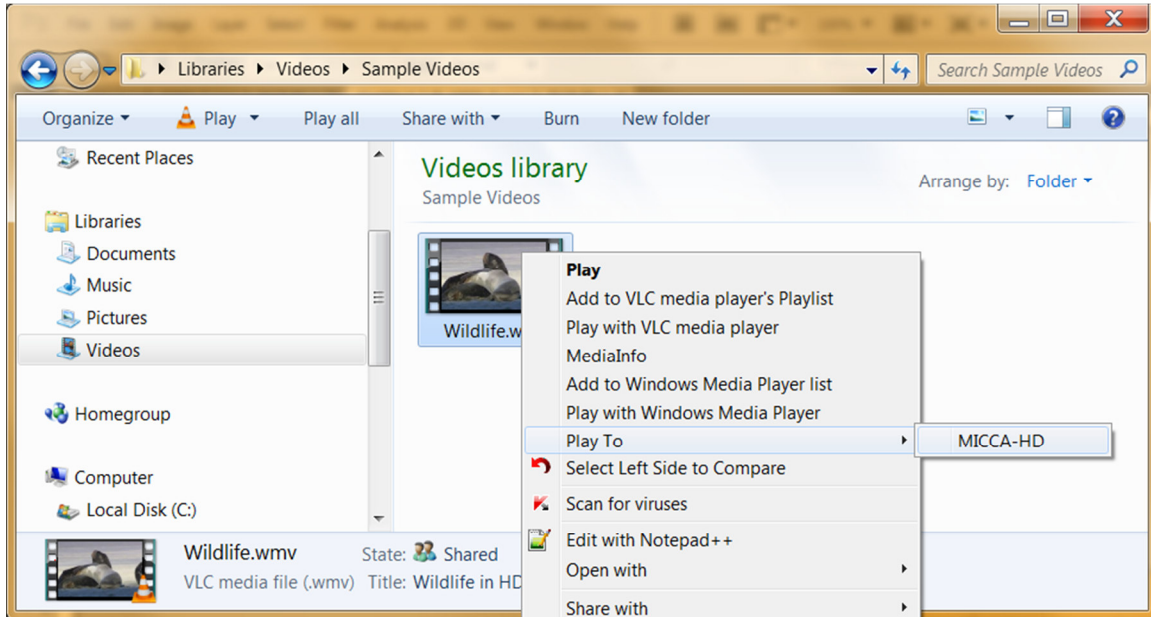 Libraries Videos Sample Videos
Search Sample Videos
Organize Play Play all Share with Burn New folder
Recent Places
Libraries
Documents
Music
Pictures
Videos
Homegroup
Computer
Local Disk (C:)
Videos library
Sample Videos
Arrange by: Folder
Wildlife.w
Play
Add to VLC media player's Playlist
Play with VLC media player
MediaInfo
Add to Windows Media Player list
Play with Windows Media Player
Play To
MICCA-HD
Select Left Side to Compare
Scan for viruses
Edit with Notepad++
Open with
Share with
Wildlife.wmv State: Shared
VLC media file (.wmv) Title: Wildlife in HD